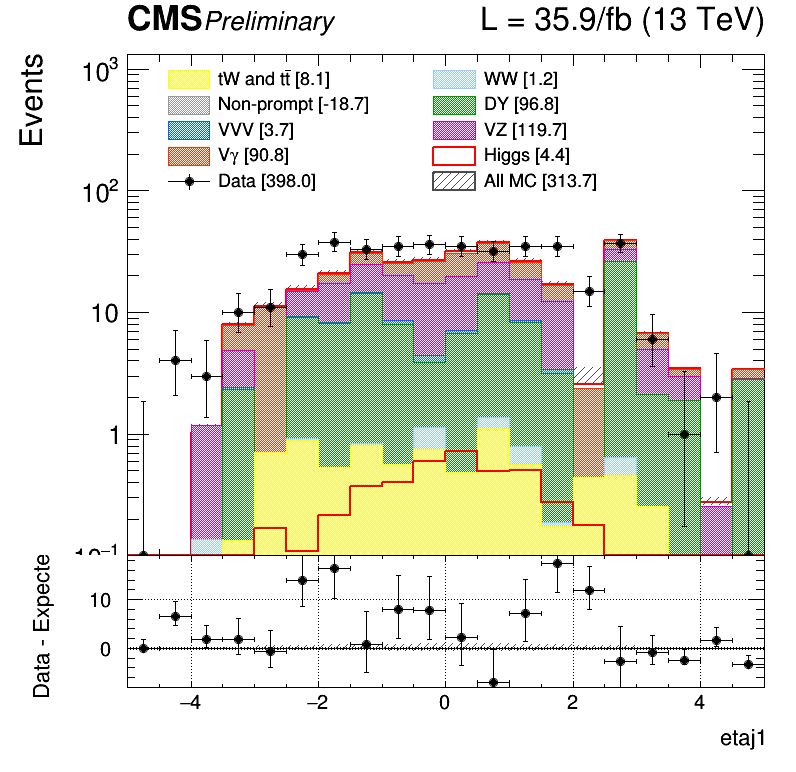 CMS Preliminary L = 35.9/fb (13 TeV)
Events
10³
10²
10
1
10⁻¹
tW and tt̄ [8.1] WW [1.2]
Non-prompt [-18.7] DY [96.8]
VVV [3.7] VZ [119.7]
Vγ [90.8] Higgs [4.4]
Data [398.0] All MC [313.7]
Data - Expecte
10
0
−4 −2 0 2 4
etaj1